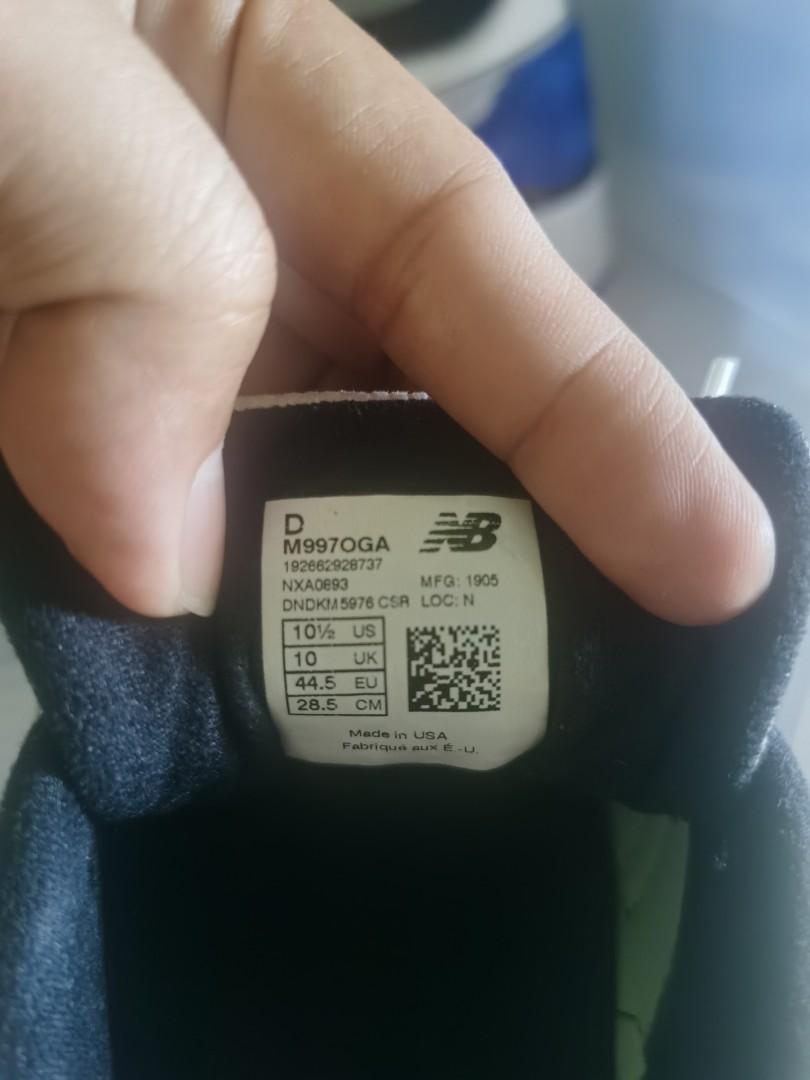 D
M997OGA
NB
192662928737
NXA0893 MFG: 1905
DNDKM5976 CSR LOC: N
10½ US
10 UK
44.5 EU
28.5 CM
Made in USA
Fabriqué aux É.-U.